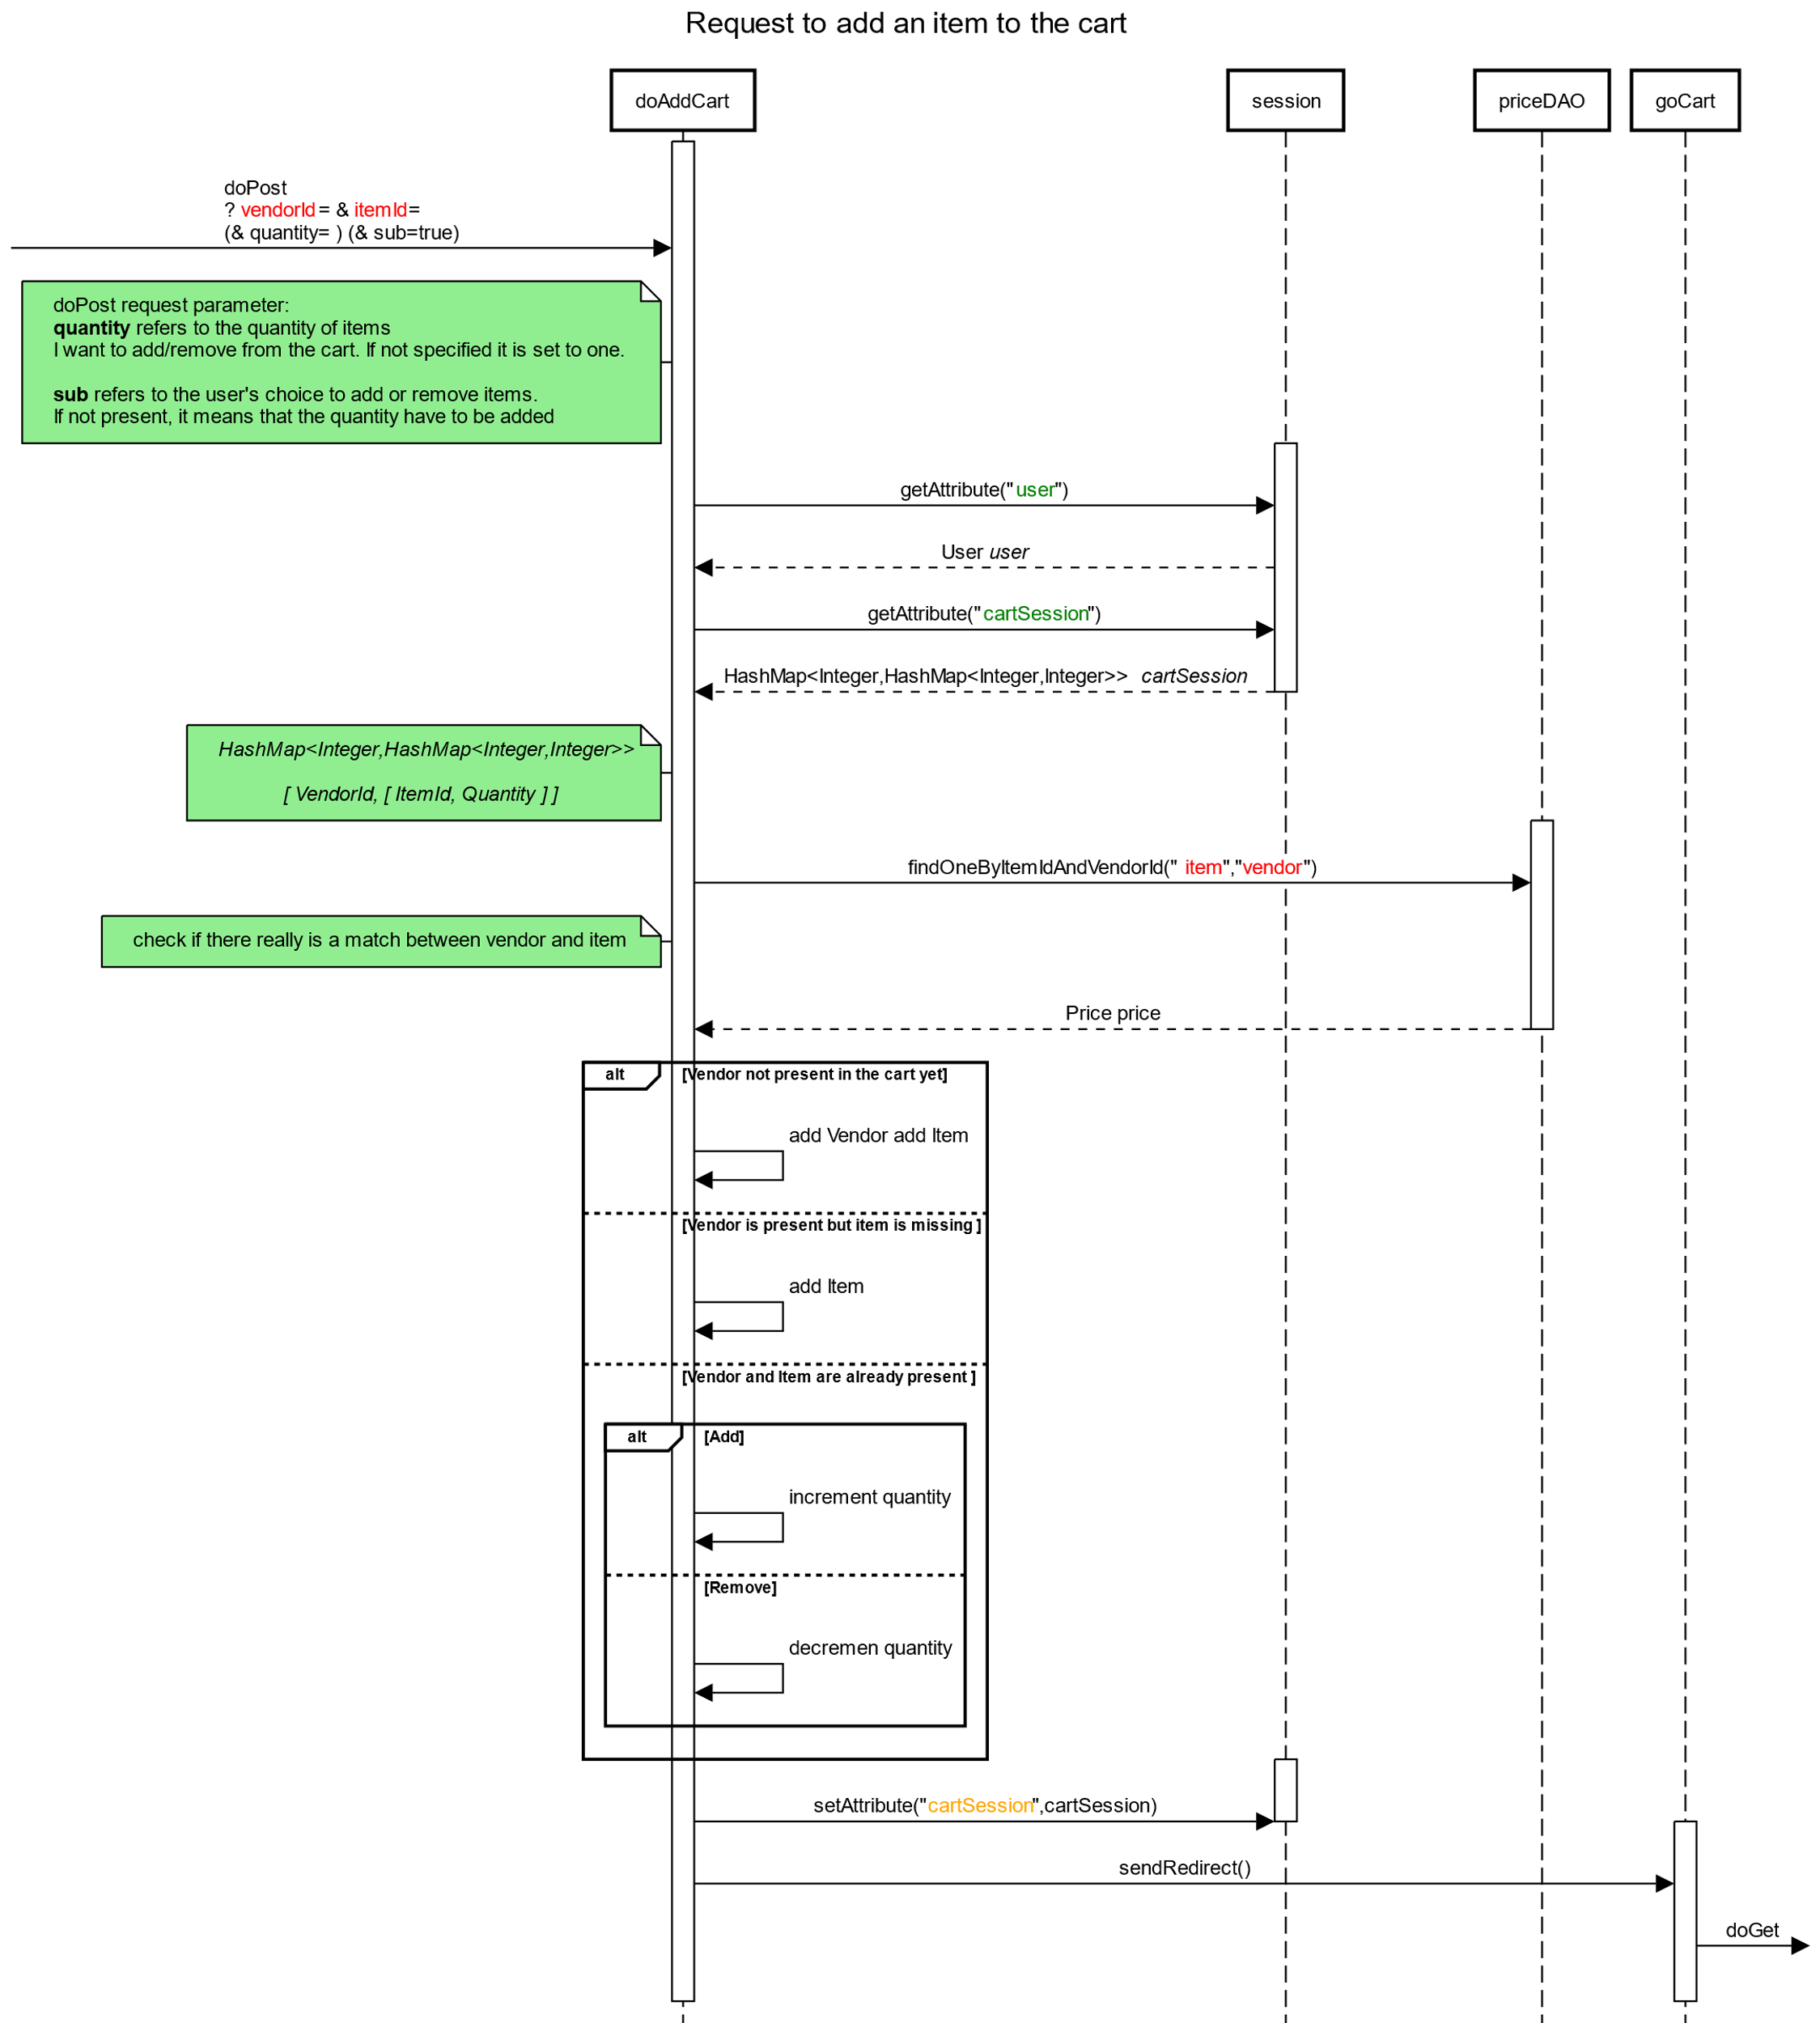 Request to add an item to the cart
doAddCart
session
priceDAO
goCart
doPost
? vendorId= & itemId=
(& quantity= ) (& sub=true)
doPost request parameter:
quantity refers to the quantity of items
I want to add/remove from the cart. If not specified it is set to one.
sub refers to the user's choice to add or remove items.
If not present, it means that the quantity have to be added
getAttribute("user")
User user
getAttribute("cartSession")
HashMap<Integer,HashMap<Integer,Integer>> cartSession
HashMap<Integer,HashMap<Integer,Integer>>
[ VendorId, [ ItemId, Quantity ] ]
findOneByItemIdAndVendorId(" item","vendor")
check if there really is a match between vendor and item
Price price
alt [Vendor not present in the cart yet]
add Vendor add Item
[Vendor is present but item is missing ]
add Item
[Vendor and Item are already present ]
alt [Add]
increment quantity
[Remove]
decremen quantity
setAttribute("cartSession",cartSession)
sendRedirect()
doGet